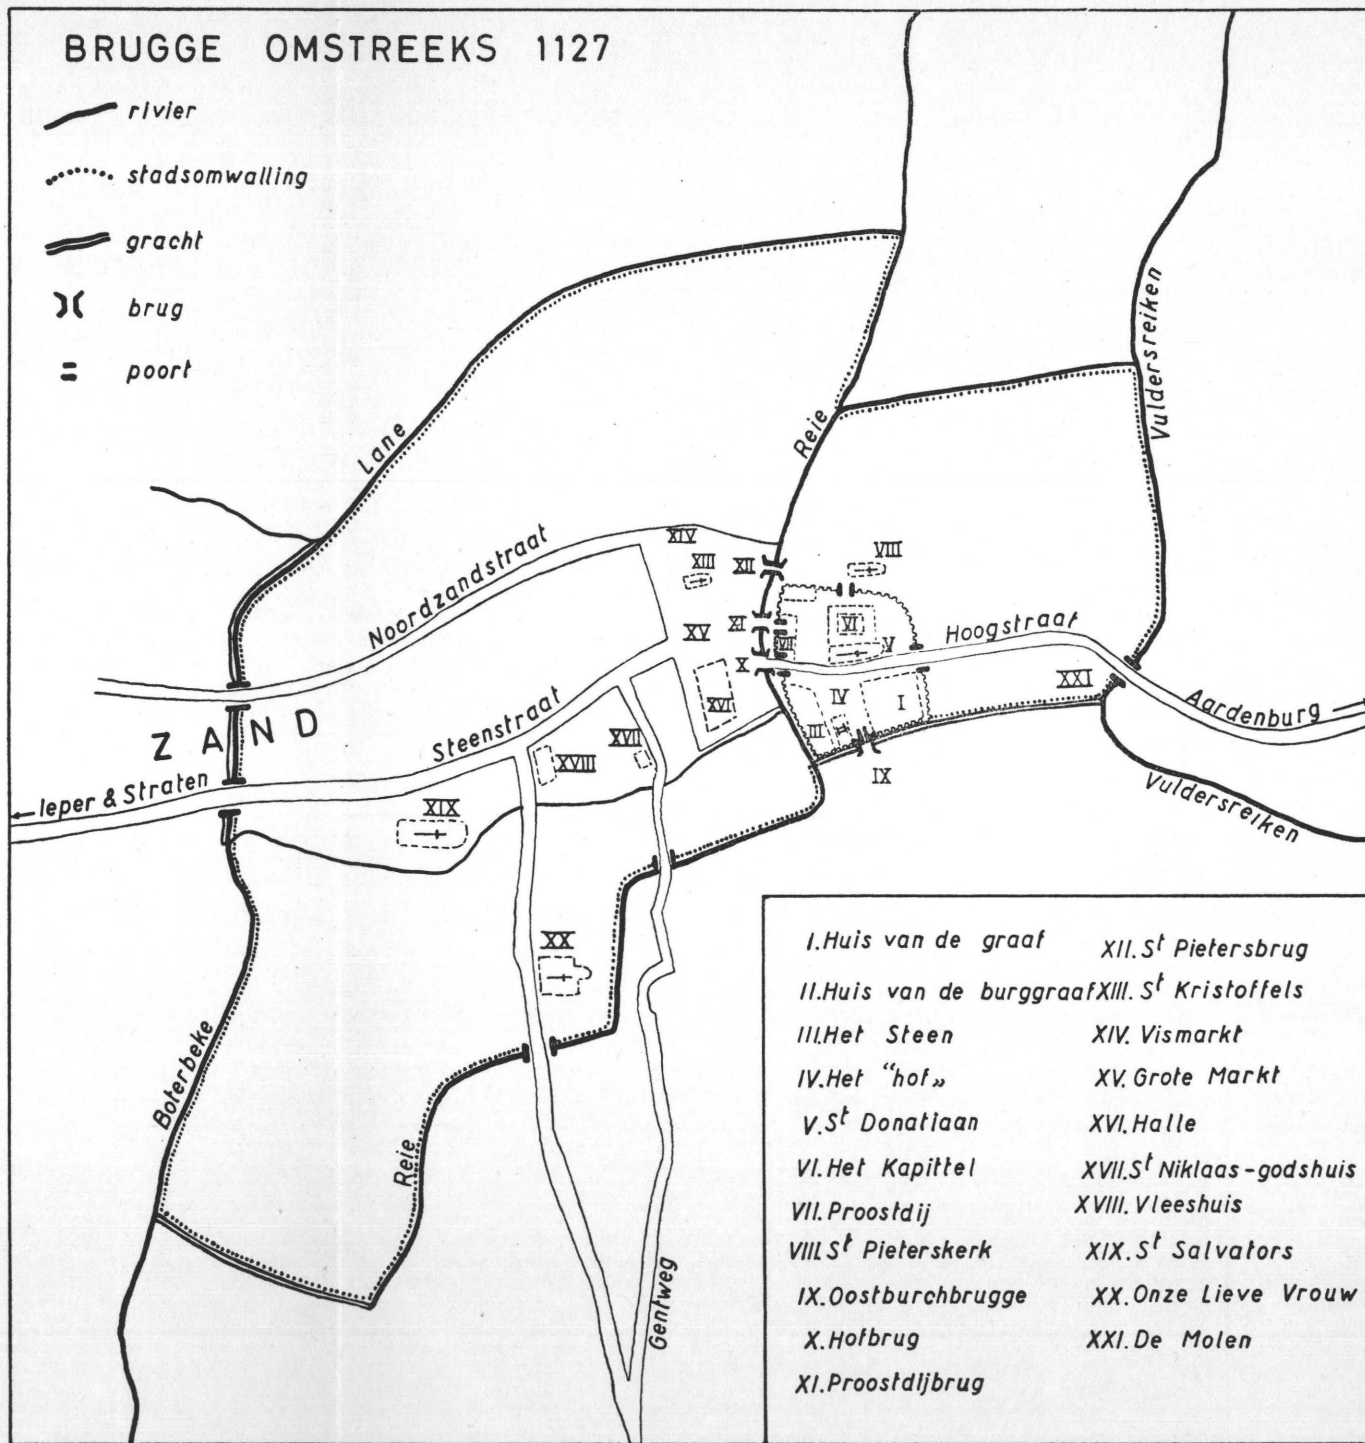 BRUGGE OMSTREEKS 1127
rivier
stadsomwalling
gracht
brug
poort
Lane
Reie
Vuldersreiken
Noordzandstraat
XIV
XIII
XII
VIII
XI
XV
VI
VII
V
Hoogstraat
X
XVI
IV
I
III
II
IX
XXI
Aardenburg
Vuldersreiken
ZAND
Steenstraat
XVII
XVIII
XIX
Ieper & Straten
XX
Boterbeke
Reie
Gentweg
I. Huis van de graaf
II. Huis van de burggraaf
III. Het Steen
IV. Het "hof„
V. St Donatiaan
VI. Het Kapittel
VII. Proostdij
VIII. St Pieterskerk
IX. Oostburchbrugge
X. Hofbrug
XI. Proostdijbrug
XII. St Pietersbrug
XIII. St Kristoffels
XIV. Vismarkt
XV. Grote Markt
XVI. Halle
XVII. St Niklaas-godshuis
XVIII. Vleeshuis
XIX. St Salvators
XX. Onze Lieve Vrouw
XXI. De Molen